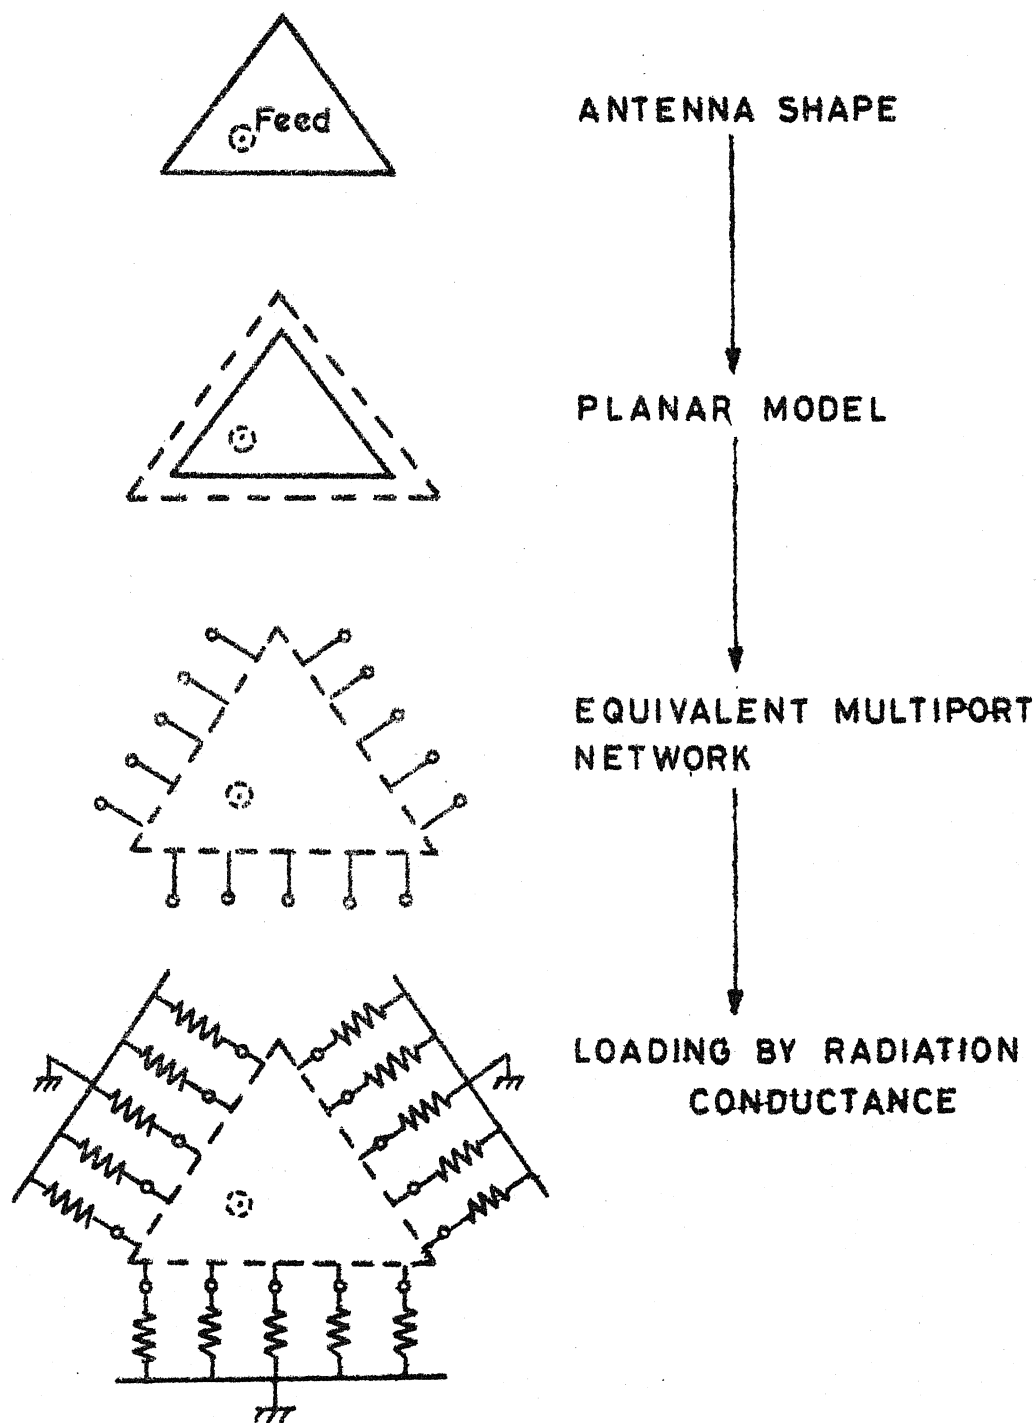 Feed
ANTENNA SHAPE
PLANAR MODEL
EQUIVALENT MULTIPORT
NETWORK
LOADING BY RADIATION
CONDUCTANCE